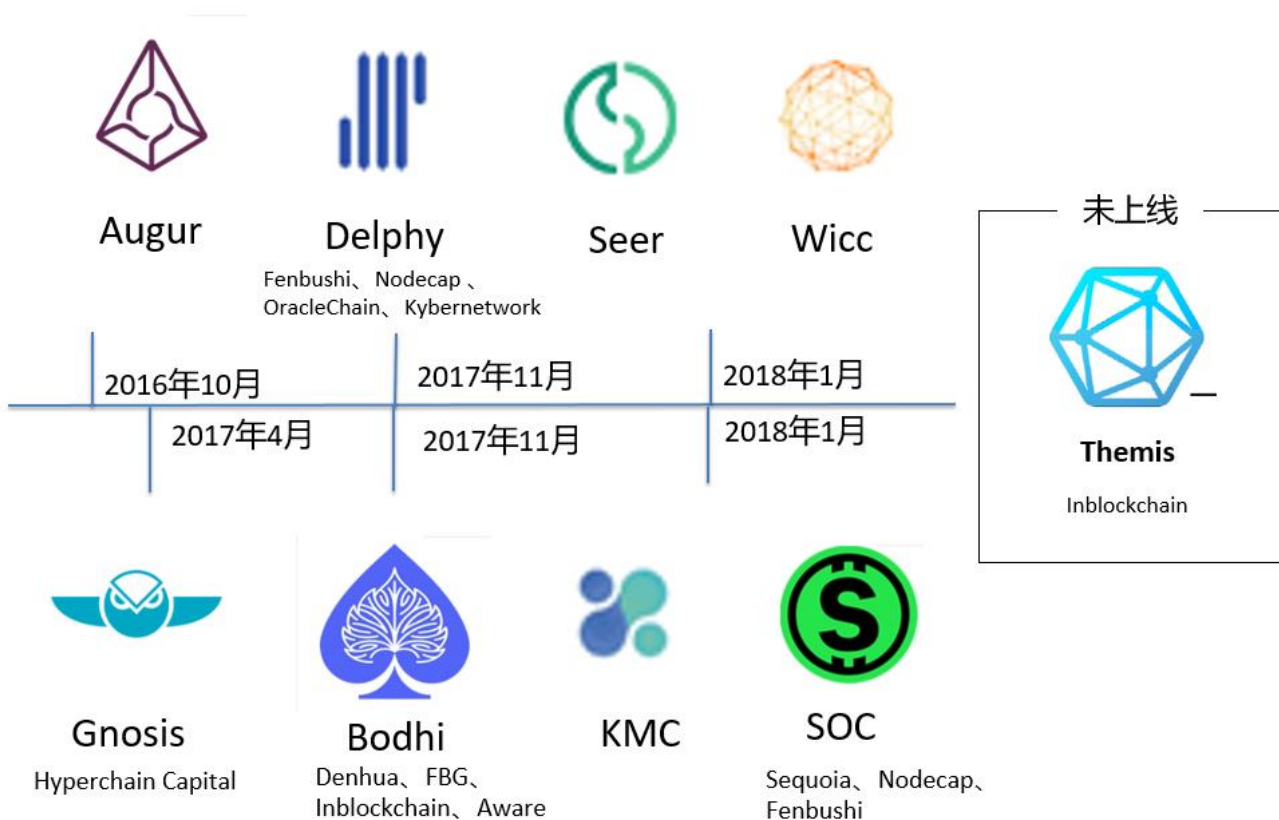 Augur
Delphy
Seer
Wicc
Fenbushi、Nodecap、
OracleChain、Kybernetwork
2016年10月
2017年11月
2018年1月
2017年4月
2017年11月
2018年1月
Gnosis
Hyperchain Capital
Bodhi
Denhua、FBG、
Inblockchain、Aware
KMC
SOC
Sequoia、Nodecap、
Fenbushi
未上线
Themis
Inblockchain